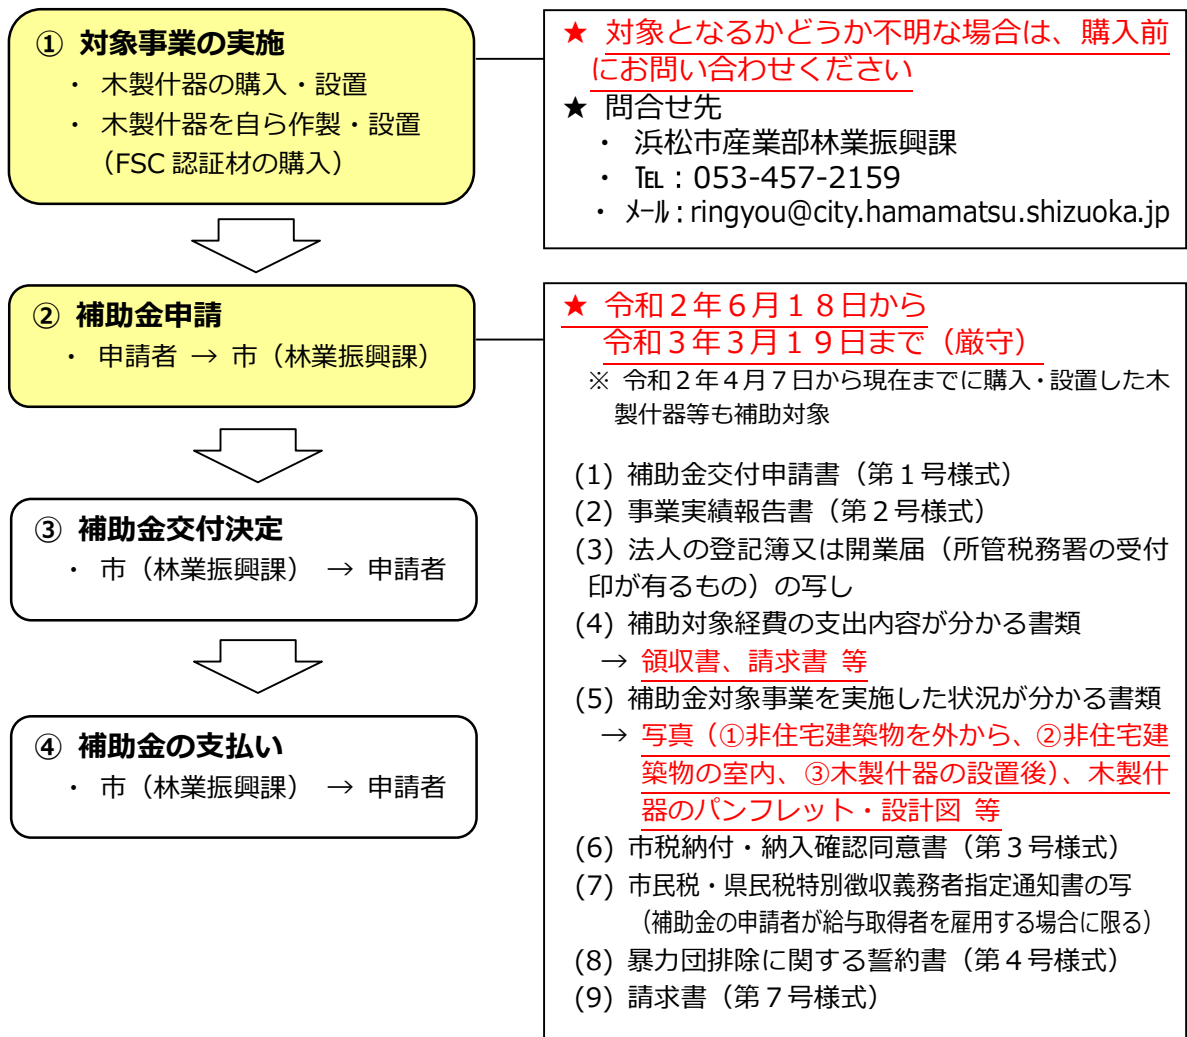 ① 対象事業の実施
・ 木製什器の購入・設置
・ 木製什器を自ら作製・設置
（FSC 認証材の購入）
★ 対象となるかどうか不明な場合は、購入前
にお問い合わせください
★ 問合せ先
・ 浜松市産業部林業振興課
・ ℡：053-457-2159
・ ﾒｰﾙ：ringyou@city.hamamatsu.shizuoka.jp
② 補助金申請
・ 申請者 → 市（林業振興課）
★ 令和２年６月１８日から
令和３年３月１９日まで（厳守）
※ 令和２年４月７日から現在までに購入・設置した木
製什器等も補助対象
(1) 補助金交付申請書（第１号様式）
(2) 事業実績報告書（第２号様式）
(3) 法人の登記簿又は開業届（所管税務署の受付
印が有るもの）の写し
(4) 補助対象経費の支出内容が分かる書類
→ 領収書、請求書 等
(5) 補助金対象事業を実施した状況が分かる書類
→ 写真（①非住宅建築物を外から、②非住宅建
築物の室内、③木製什器の設置後）、木製什
器のパンフレット・設計図 等
(6) 市税納付・納入確認同意書（第３号様式）
(7) 市民税・県民税特別徴収義務者指定通知書の写
（補助金の申請者が給与取得者を雇用する場合に限る）
(8) 暴力団排除に関する誓約書（第４号様式）
(9) 請求書（第７号様式）
③ 補助金交付決定
・ 市（林業振興課） → 申請者
④ 補助金の支払い
・ 市（林業振興課） → 申請者